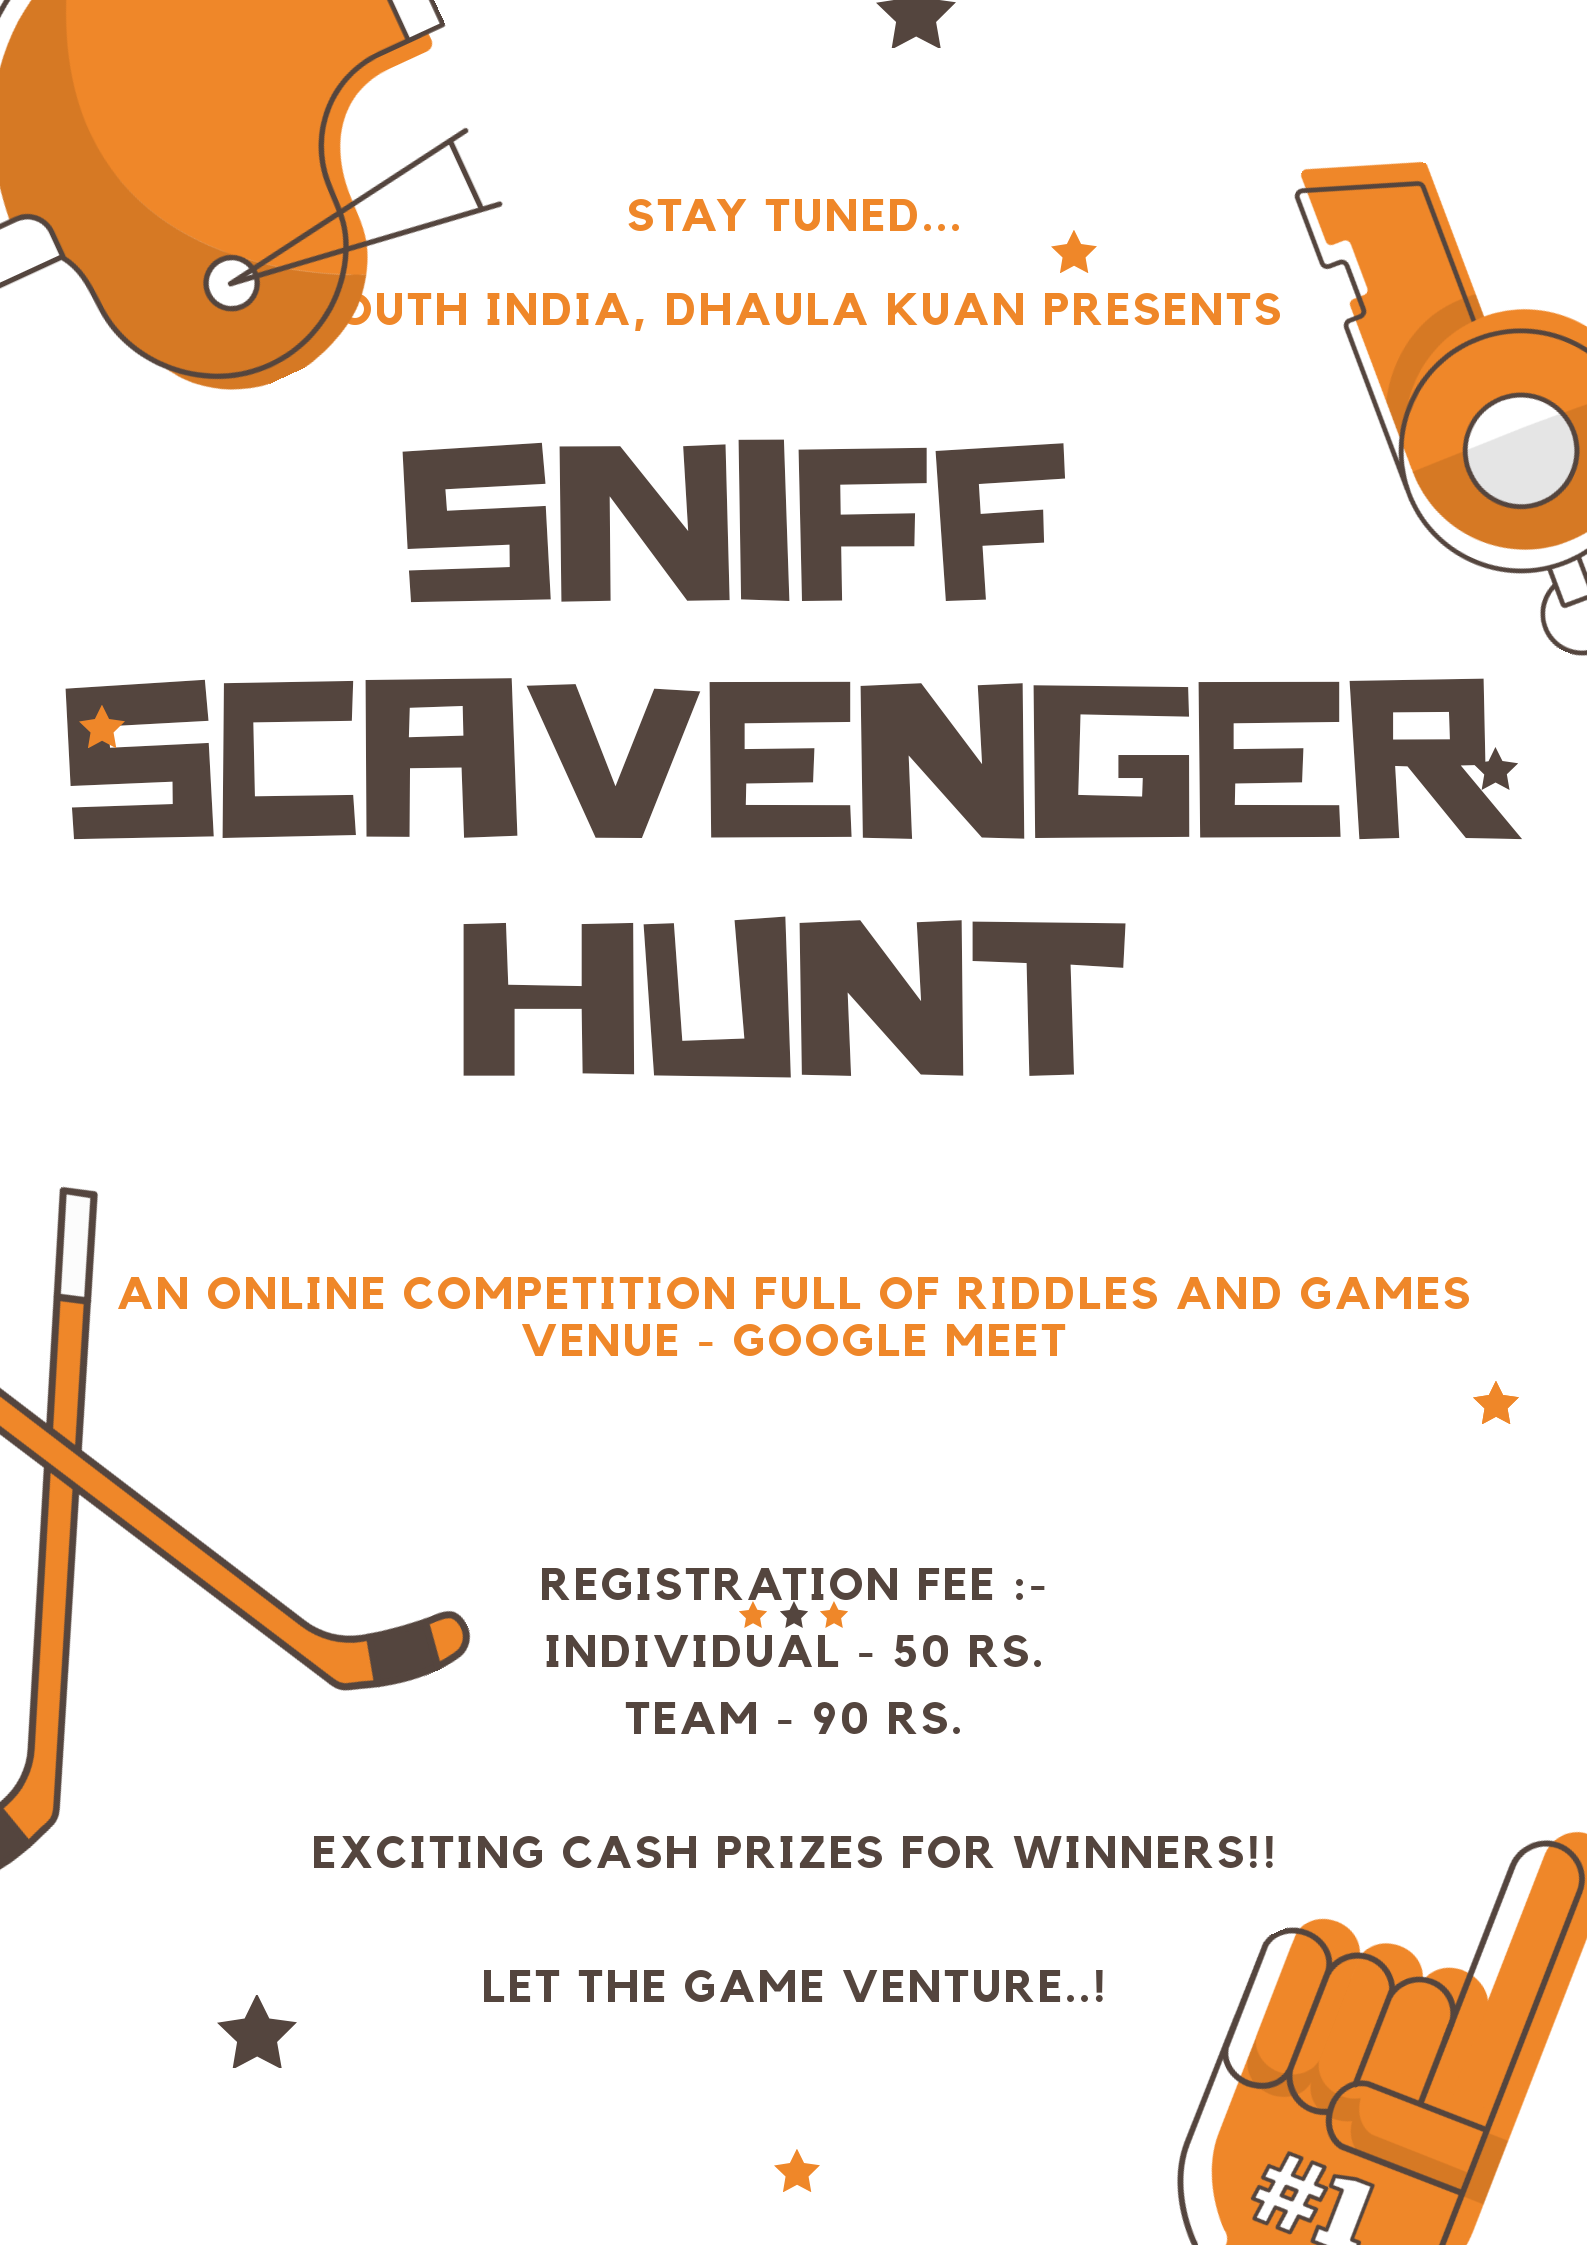 STAY TUNED...
OUTH INDIA, DHAULA KUAN PRESENTS
SNIFF
SCAVENGER
HUNT
AN ONLINE COMPETITION FULL OF RIDDLES AND GAMES
VENUE - GOOGLE MEET
REGISTRATION FEE :-
INDIVIDUAL - 50 RS.
TEAM - 90 RS.
EXCITING CASH PRIZES FOR WINNERS!!
LET THE GAME VENTURE..!
#1